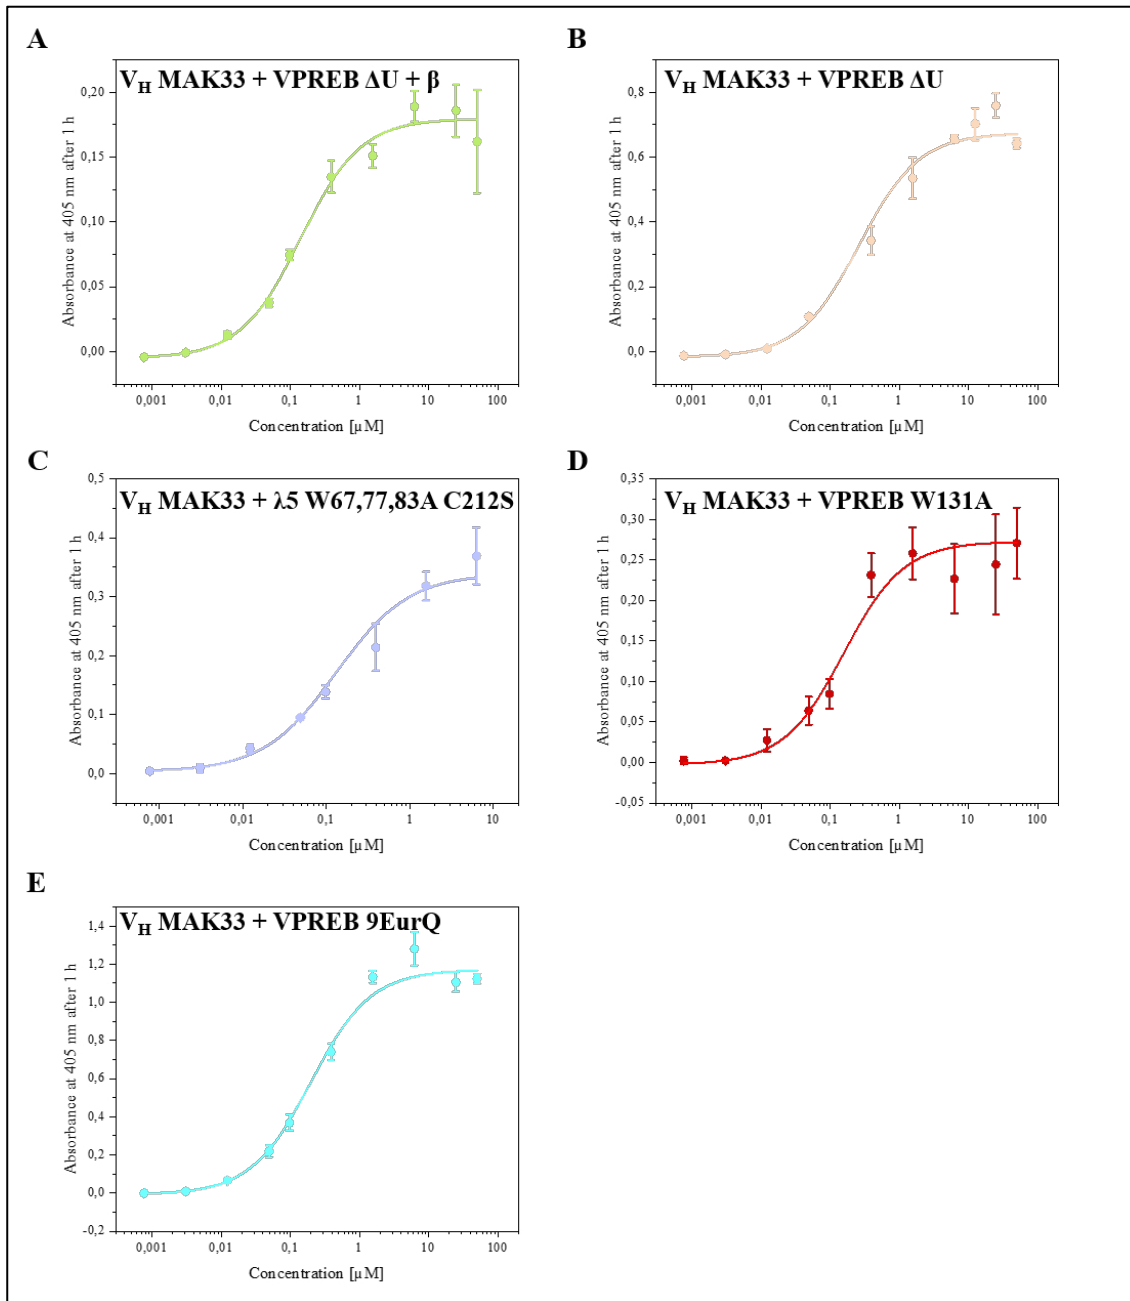 A
V_H MAK33 + VPREB ΔU + β
Absorbance at 405 nm after 1 h
0,20
0,15
0,10
0,05
0,00
0,001 0,01 0,1 1 10 100
Concentration [µM]
B
V_H MAK33 + VPREB ΔU
Absorbance at 405 nm after 1 h
0,8
0,6
0,4
0,2
0,0
0,001 0,01 0,1 1 10 100
Concentration [µM]
C
V_H MAK33 + λ5 W67,77,83A C212S
Absorbance at 405 nm after 1 h
0,5
0,4
0,3
0,2
0,1
0,0
0,001 0,01 0,1 1 10
Concentration [µM]
D
V_H MAK33 + VPREB W131A
Absorbance at 405 nm after 1 h
0,35
0,30
0,25
0,20
0,15
0,10
0,05
0,00
-0,05
0,001 0,01 0,1 1 10 100
Concentration [µM]
E
V_H MAK33 + VPREB 9EurQ
Absorbance at 405 nm after 1 h
1,4
1,2
1,0
0,8
0,6
0,4
0,2
0,0
-0,2
0,001 0,01 0,1 1 10 100
Concentration [µM]